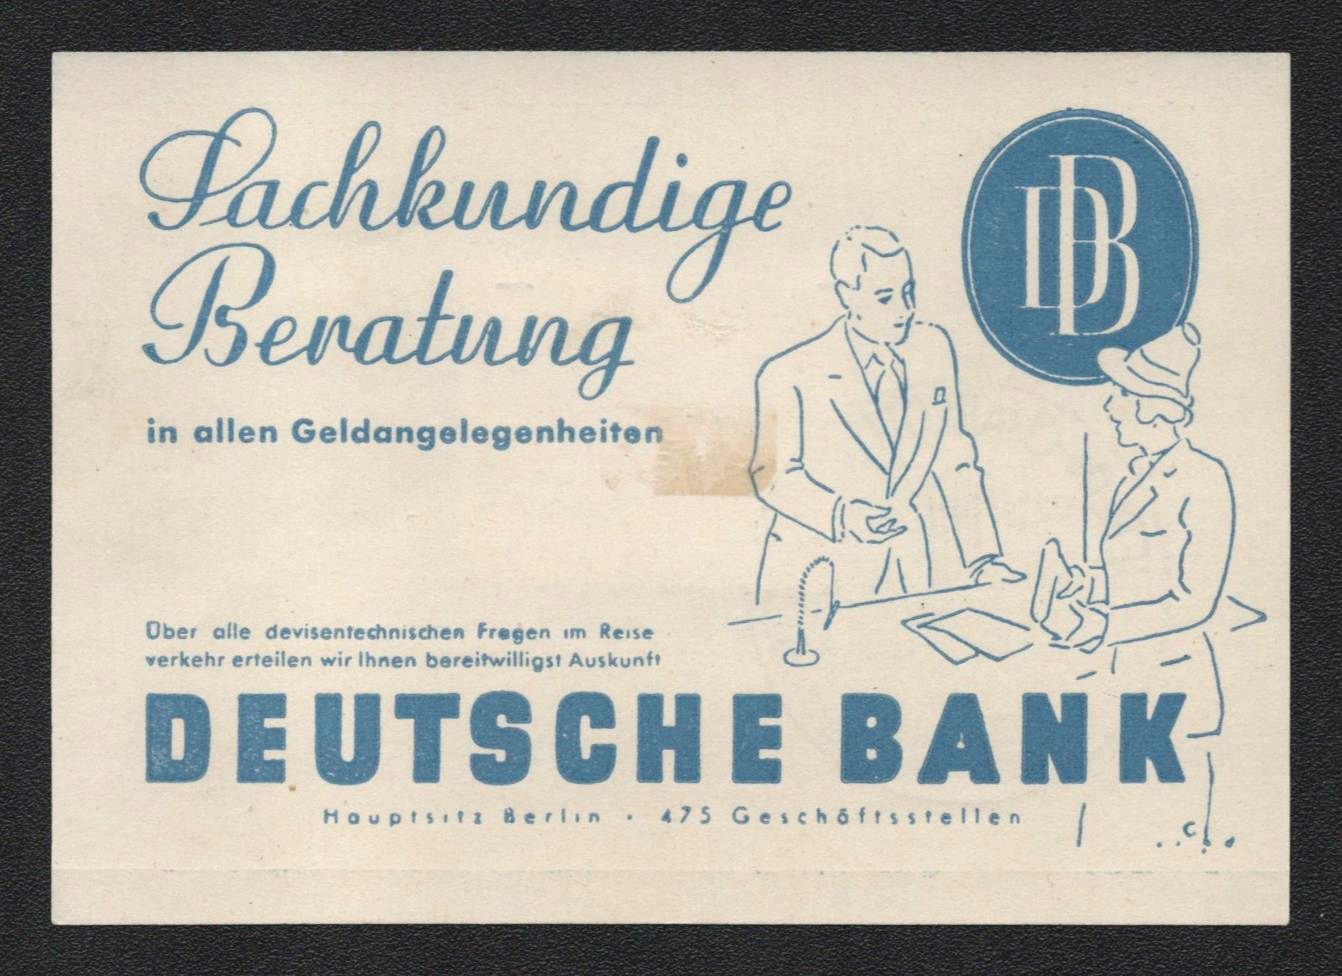 Sachkundige
Beratung
in allen Geldangelegenheiten
DB
Über alle devisentechnischen Fragen im Reise
verkehr erteilen wir Ihnen bereitwilligst Auskunft
DEUTSCHE BANK
Hauptsitz Berlin · 475 Geschäftsstellen